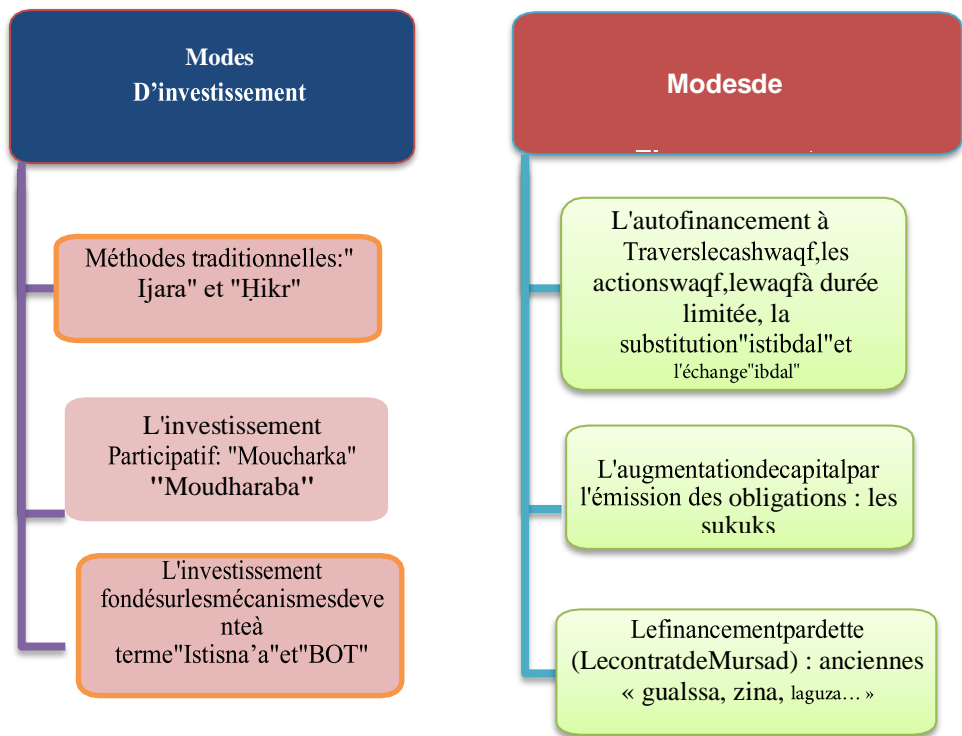 Modes
D’investissement
Méthodes traditionnelles:"
Ijara" et "Ḥikr"
L'investissement
Participatif: "Moucharka"
"Moudharaba"
L'investissement
fondésurlesmécanismesdeve
nteà
terme"Istisna’a"et"BOT"
Modesde
L'autofinancement à
Traverslecashwaqf,les
actionswaqf,lewaqfà durée
limitée, la
substitution"istibdal"et
l'échange"ibdal"
L'augmentationdecapitalpar
l'émission des obligations : les
sukuks
Lefinancementpardette
(LecontratdeMursad) : anciennes
« gualssa, zina, laguza… »